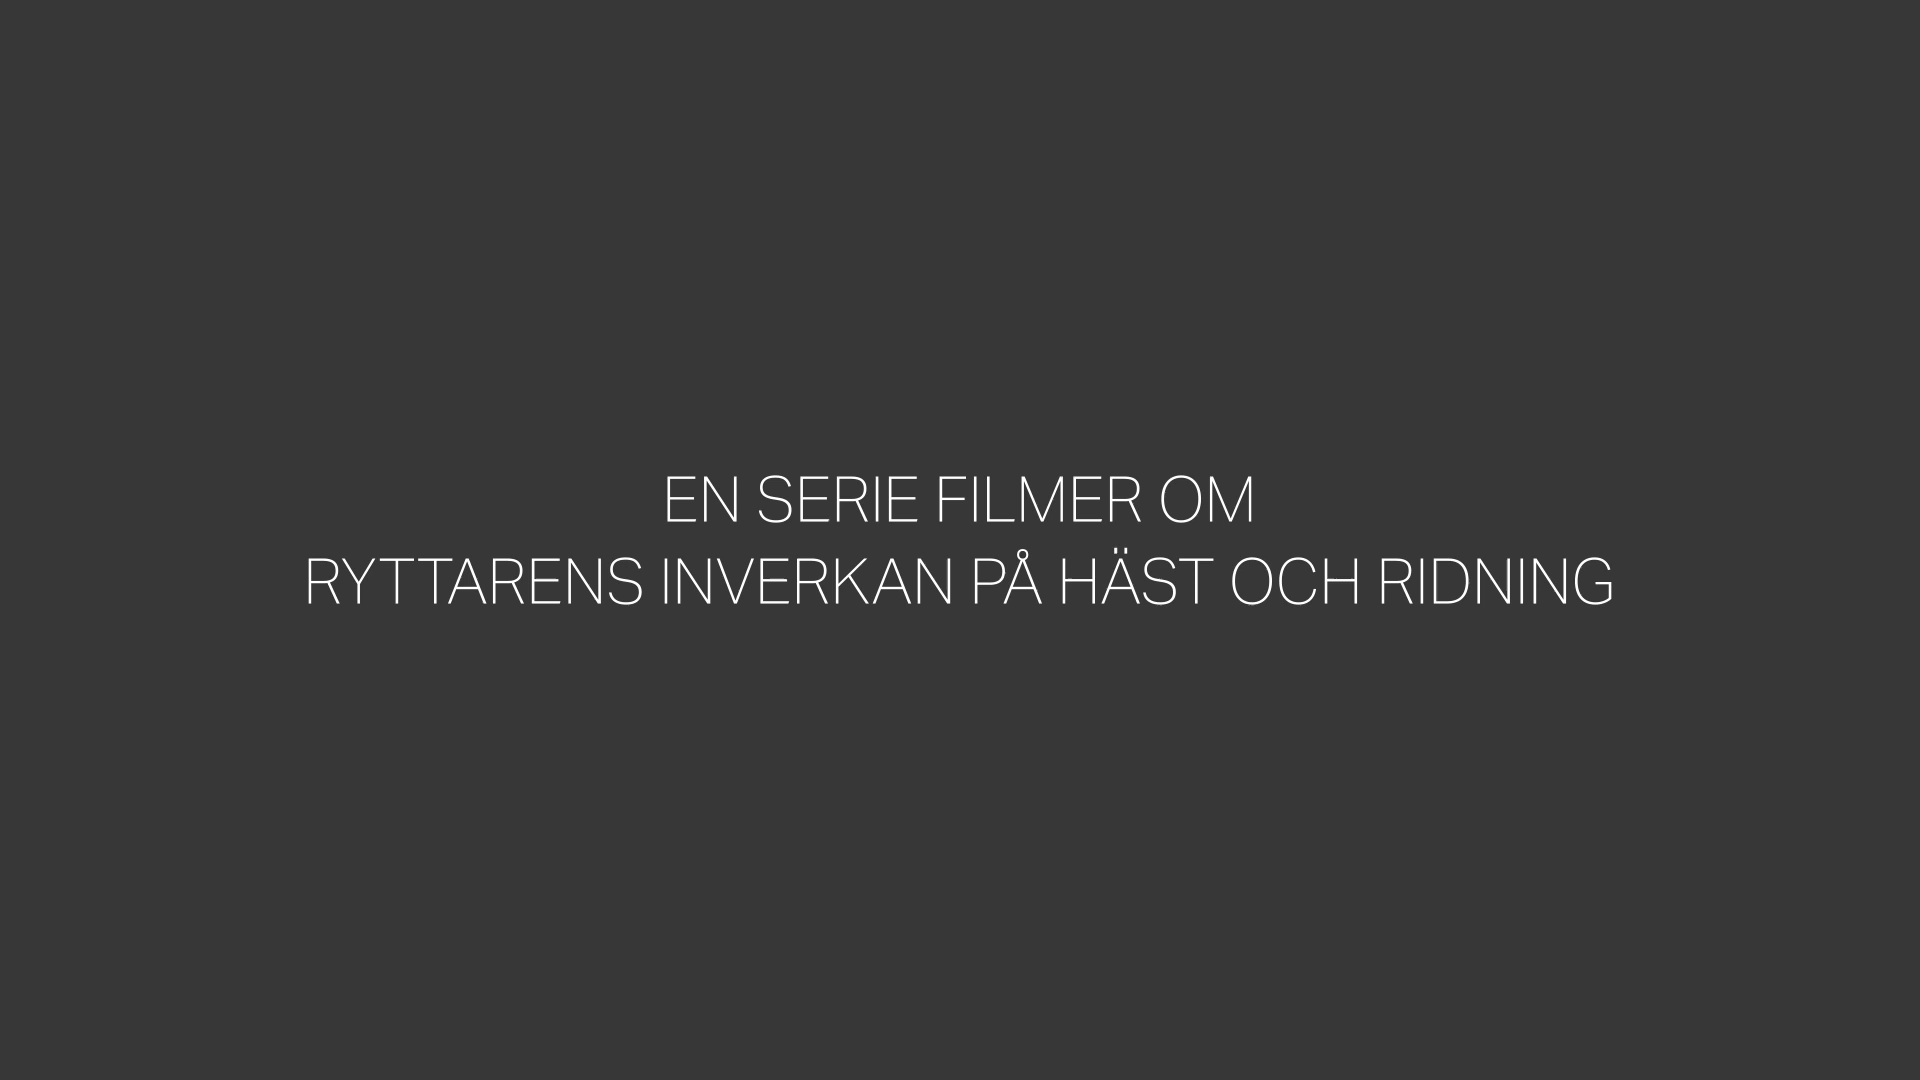 EN SERIE FILMER OM
RYTTARENS INVERKAN PÅ HÄST OCH RIDNING